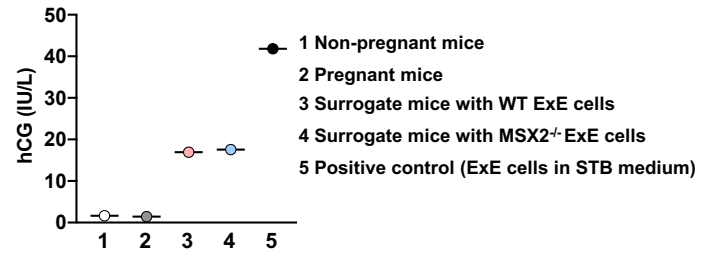 50
40
30
20
10
0
hCG (IU/L)
1 2 3 4 5
1 Non-pregnant mice
2 Pregnant mice
3 Surrogate mice with WT ExE cells
4 Surrogate mice with MSX2-/- ExE cells
5 Positive control (ExE cells in STB medium)